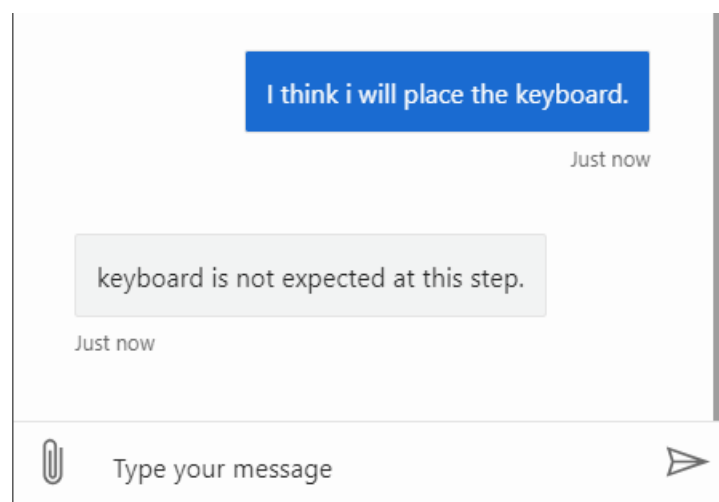 I think i will place the keyboard.
Just now
keyboard is not expected at this step.
Just now
Type your message